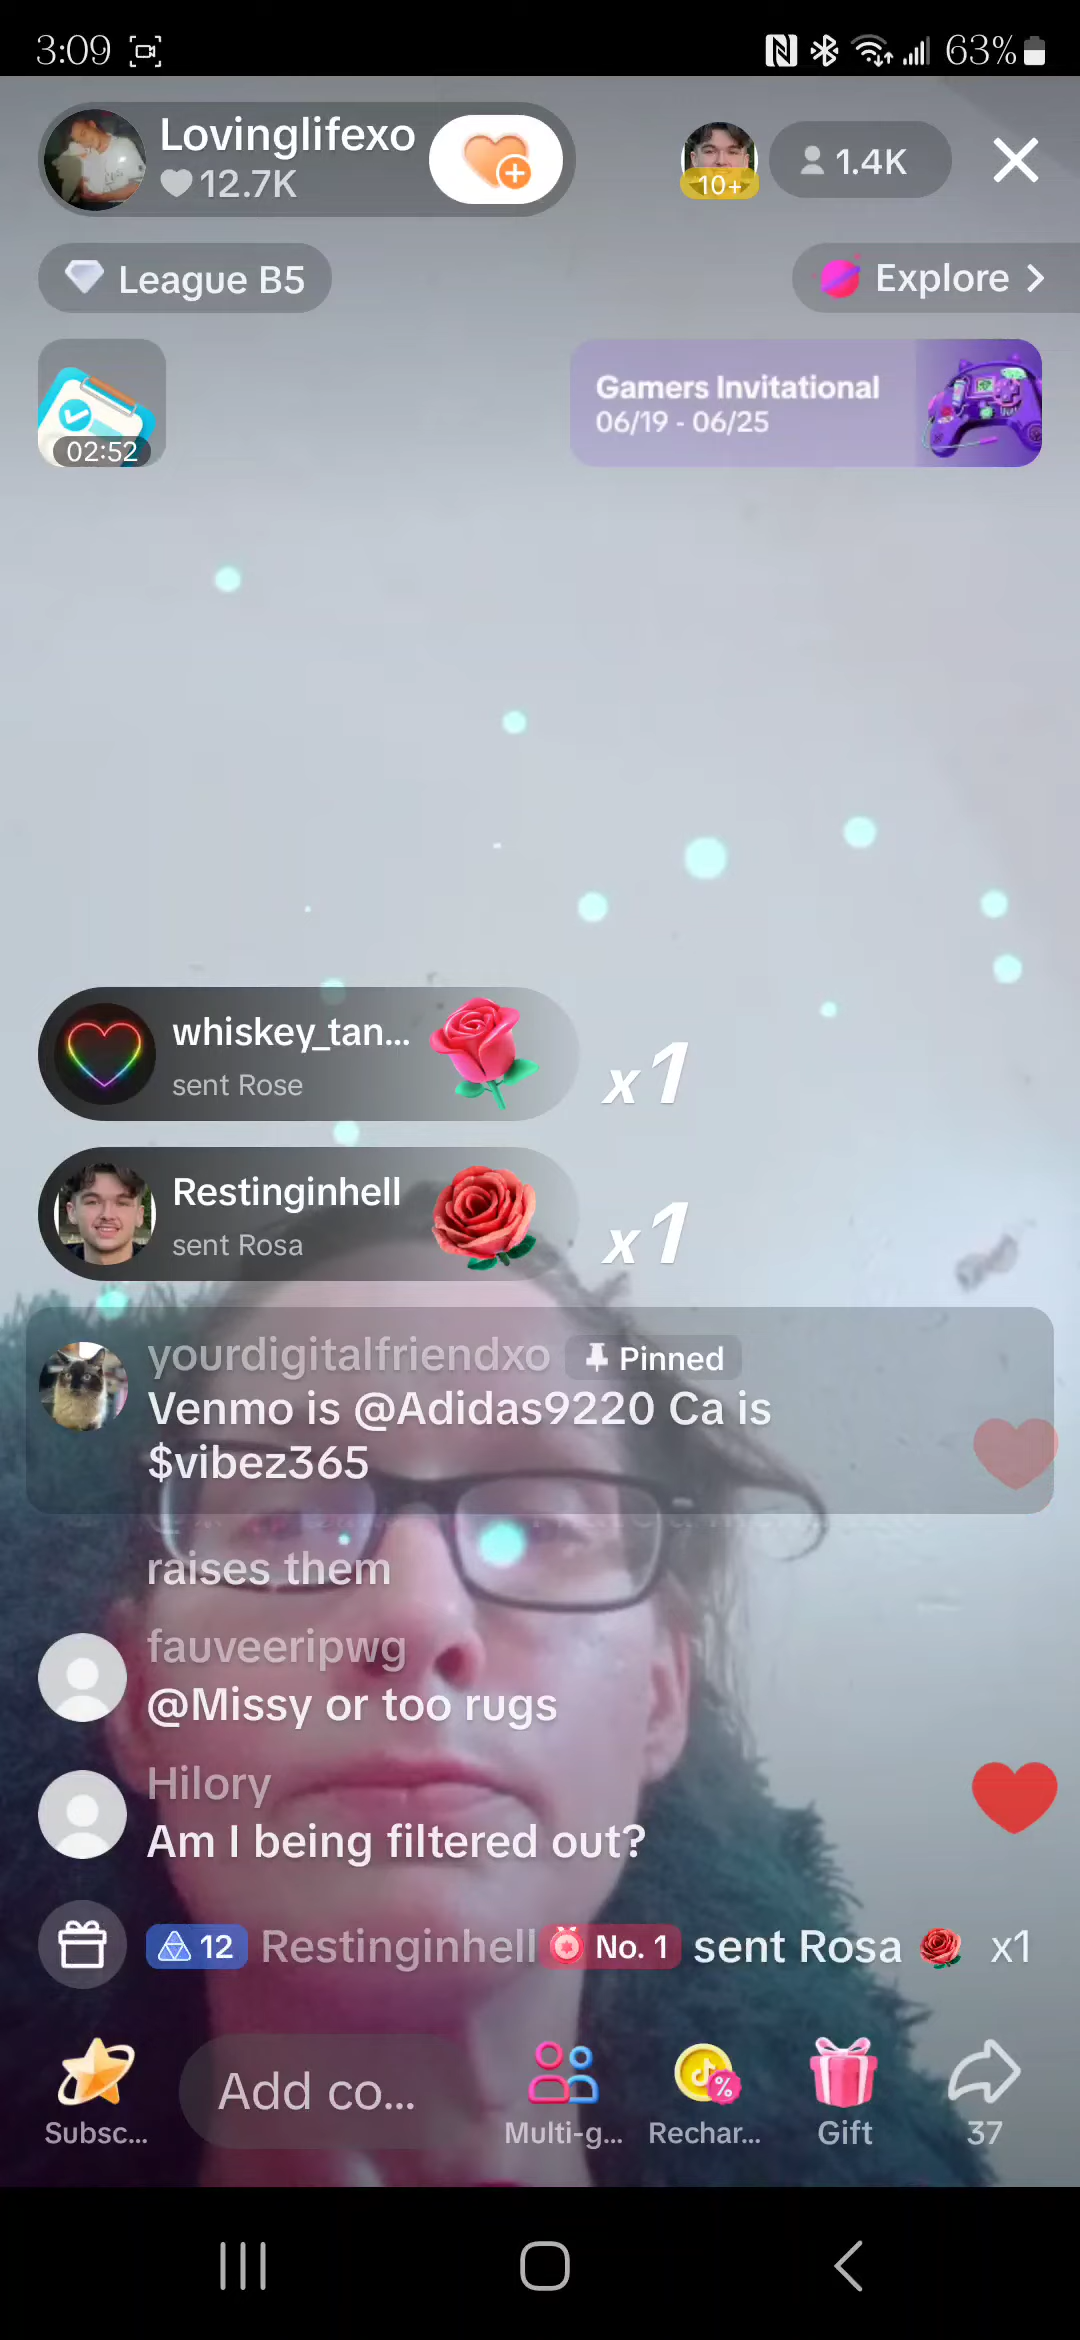 3:09
63%
Lovinglifexo
12.7K
10+
1.4K
League B5
Explore
02:52
Gamers Invitational
06/19 - 06/25
whiskey_tan...
sent Rose
x1
Restinginhell
sent Rosa
x1
yourdigitalfriendxo Pinned
Venmo is @Adidas9220 Ca is
$vibez365
raises them
fauveeripwg
@Missy or too rugs
Hilory
Am I being filtered out?
12 Restinginhell No. 1 sent Rosa x1
Add co...
Subsc...
Multi-g...
Rechar...
Gift
37